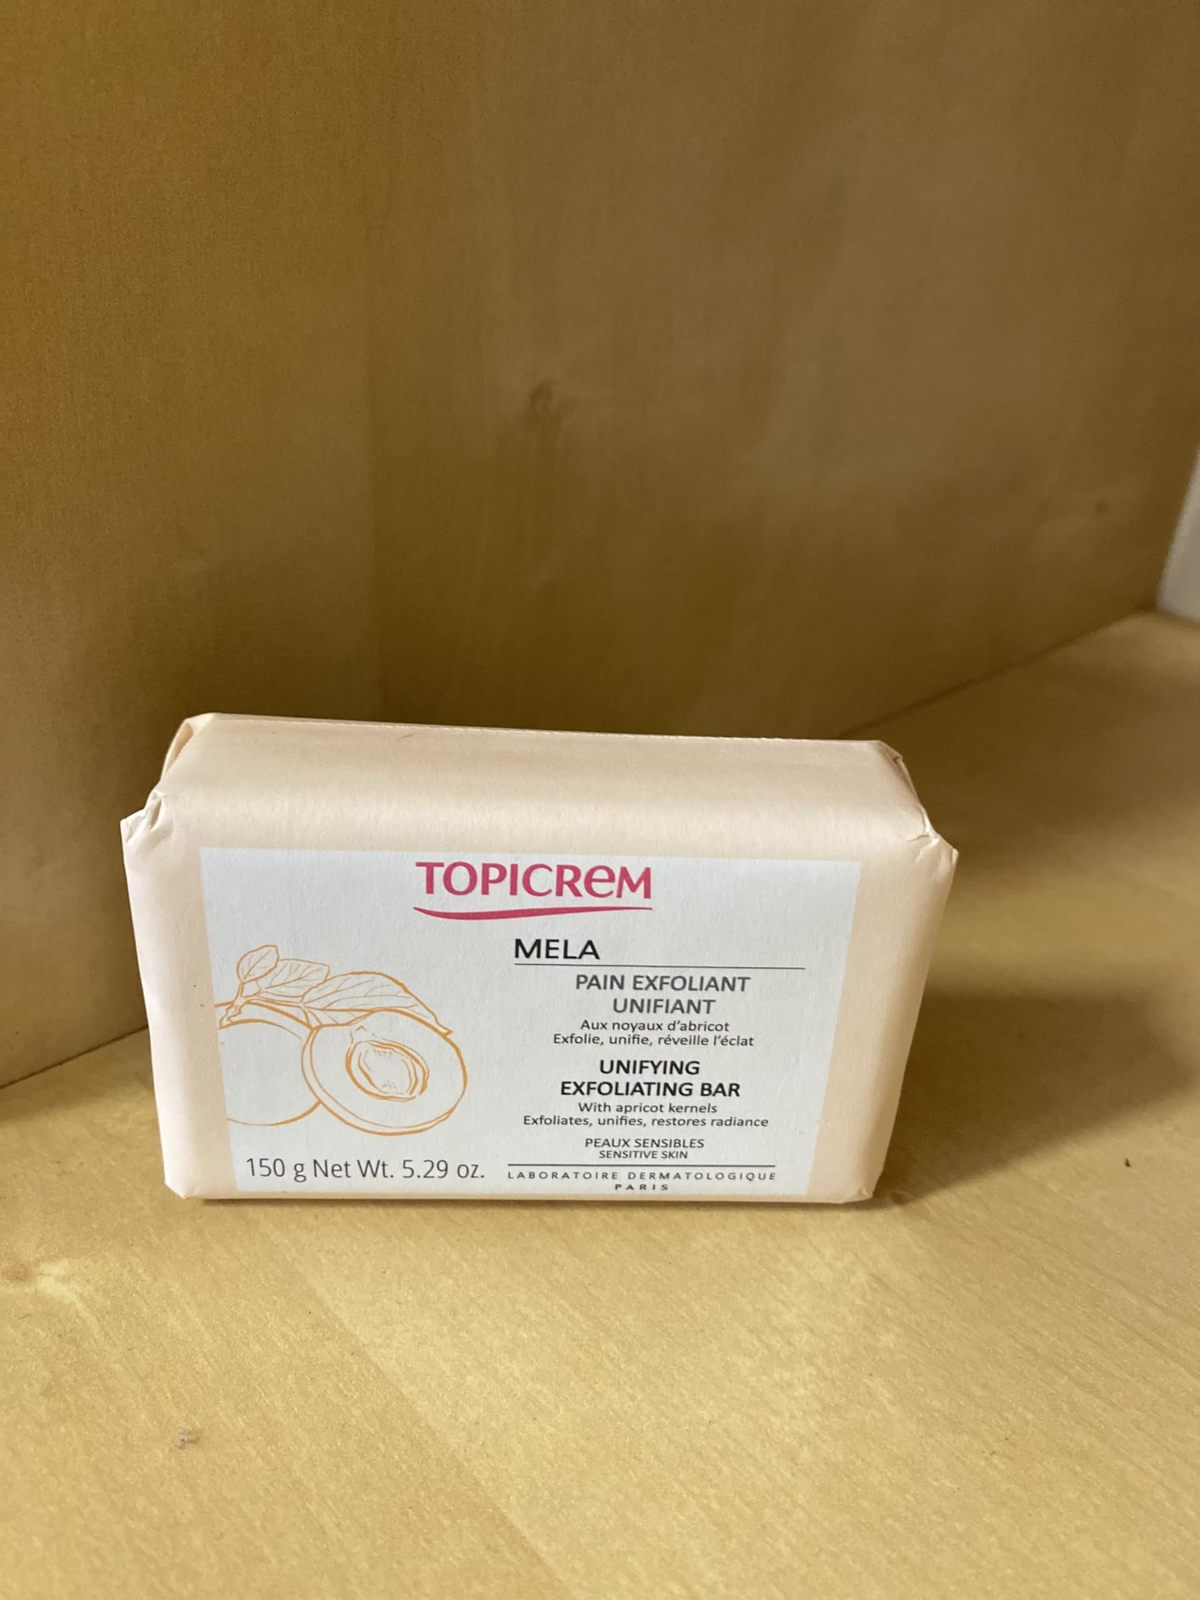 TOPICREM
MELA
PAIN EXFOLIANT
UNIFIANT
Aux noyaux d'abricot
Exfolie, unifie, réveille l'éclat
UNIFYING
EXFOLIATING BAR
With apricot kernels
Exfoliates, unifies, restores radiance
PEAUX SENSIBLES
SENSITIVE SKIN
150 g Net Wt. 5.29 oz.
LABORATOIRE DERMATOLOGIQUE
PARIS